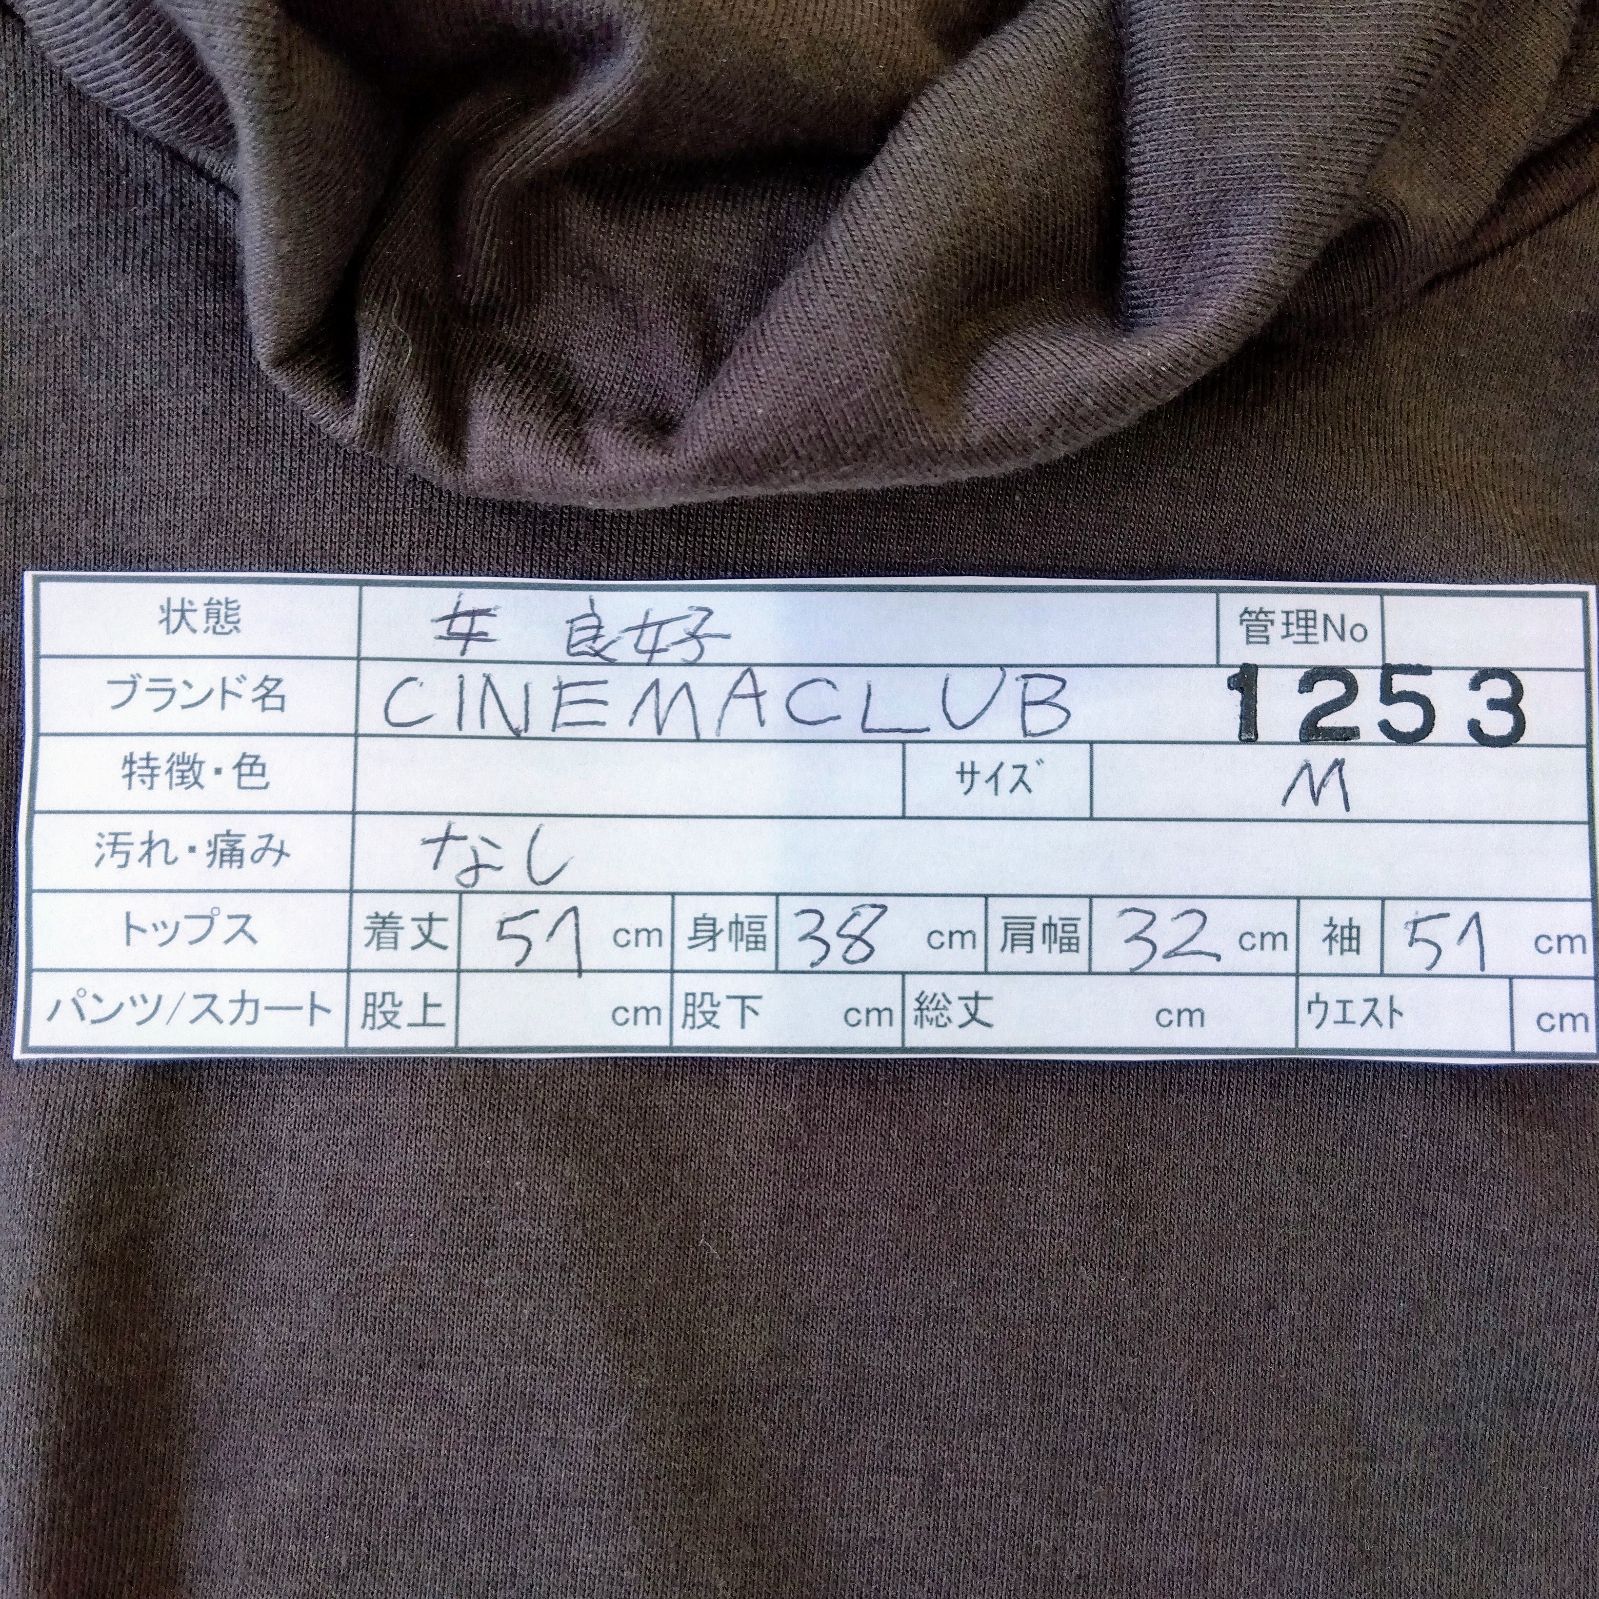 状態 良好 管理No
ブランド名 CINEMACLUB 1253
特徴・色 サイズ M
汚れ・痛み なし
トップス 着丈 51 cm 身幅 38 cm 肩幅 32 cm 袖 51 cm
パンツ/スカート 股上 cm 股下 cm 総丈 cm ウエスト cm